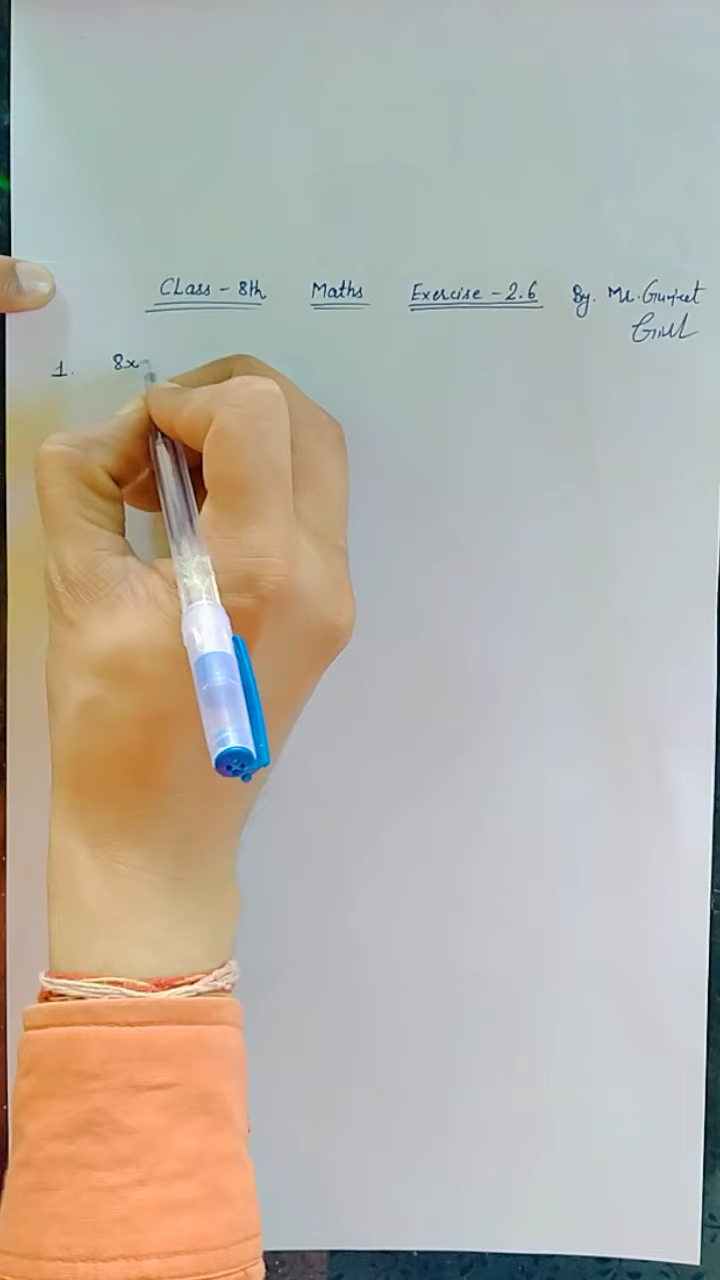 Class - 8th Maths Exercise - 2.6 By. Mr. Gurjeet
Gill
1. 8x